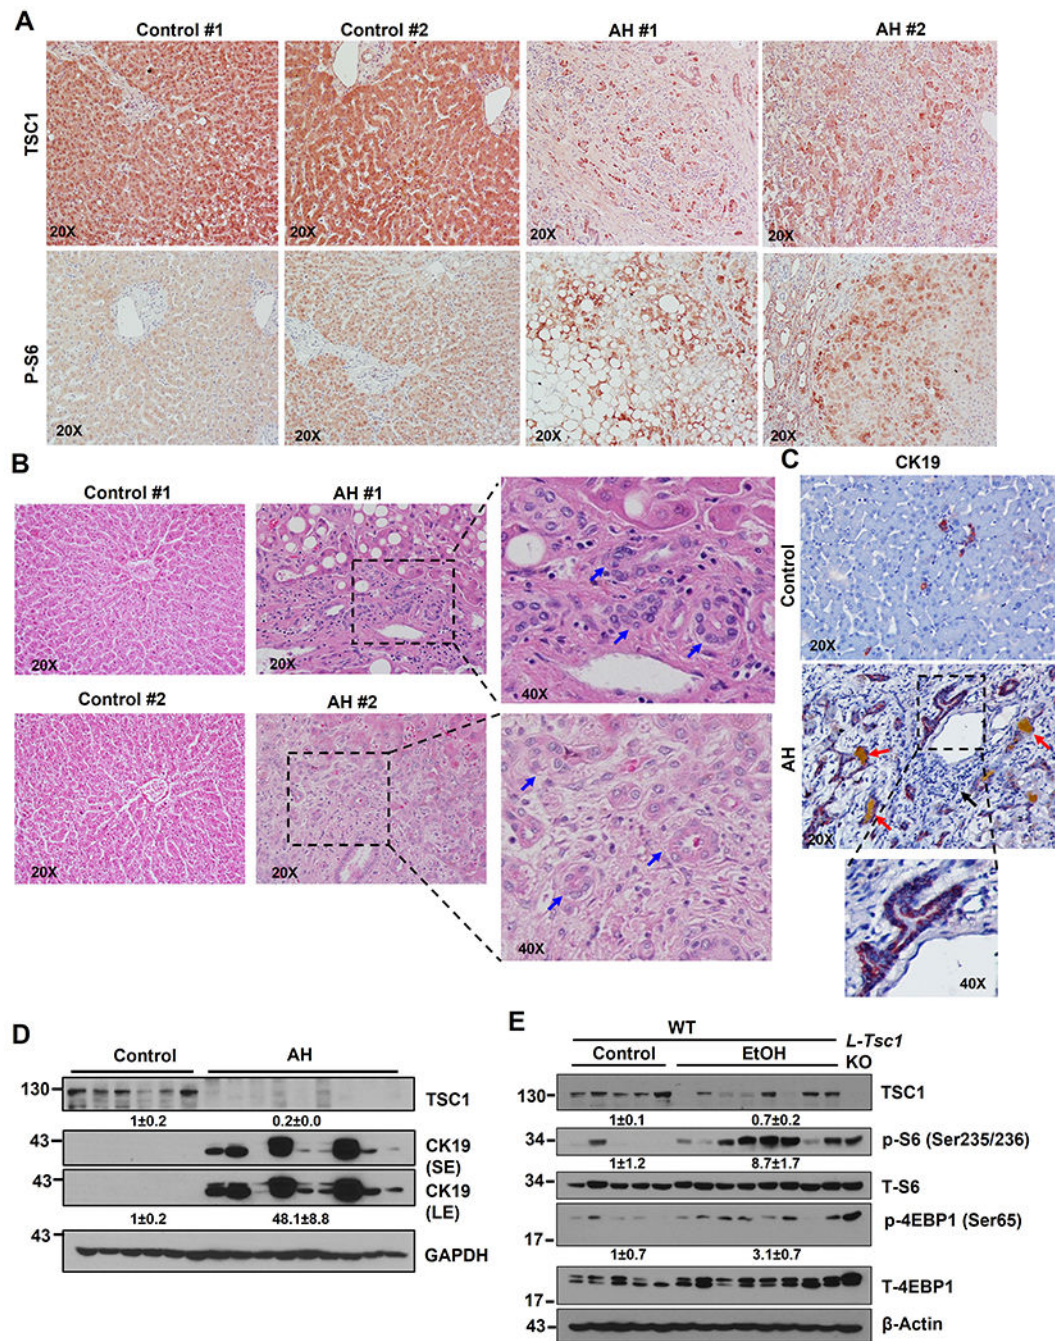 A
Control #1 Control #2 AH #1 AH #2
TSC1
20X 20X 20X 20X
P-S6
20X 20X 20X 20X
B
Control #1 AH #1
20X 20X 40X
Control #2 AH #2
20X 20X 40X
C
CK19
Control
20X
AH
20X
40X
D
Control AH
130 TSC1
1±0.2 0.2±0.0
43 CK19
(SE)
43 CK19
(LE)
1±0.2 48.1±8.8
43 GAPDH
E
WT L-Tsc1
Control EtOH KO
130 TSC1
1±0.1 0.7±0.2
34 p-S6 (Ser235/236)
1±1.2 8.7±1.7
34 T-S6
p-4EBP1 (Ser65)
17
1±0.7 3.1±0.7
T-4EBP1
17
43 β-Actin